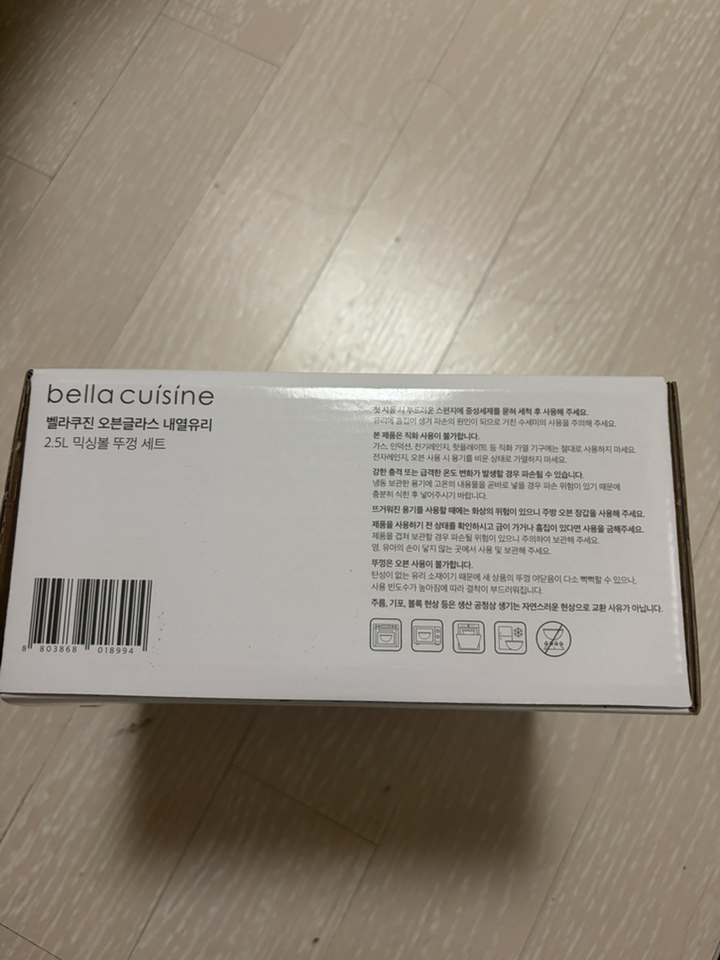 bella cuisine
벨라쿠진 오븐글라스 내열유리
2.5L 믹싱볼 뚜껑 세트
첫 사용 시 부드러운 스펀지에 중성세제를 묻혀 세척 후 사용해 주세요.
유리에 흠집이 생겨 파손의 원인이 되므로 거친 수세미의 사용을 주의해 주세요.
본 제품은 직화 사용이 불가합니다.
가스, 인덕션, 전기레인지, 핫플레이트 등 직화 가열 기구에는 절대로 사용하지 마세요.
전자레인지, 오븐 사용 시 용기를 비운 상태로 가열하지 마세요.
강한 충격 또는 급격한 온도 변화가 발생할 경우 파손될 수 있습니다.
냉동 보관한 용기에 고온의 내용물을 곧바로 넣을 경우 파손 위험이 있기 때문에
충분히 식힌 후 넣어주시기 바랍니다.
뜨거워진 용기를 사용할 때에는 화상의 위험이 있으니 주방 오븐 장갑을 사용해 주세요.
제품을 사용하기 전 상태를 확인하시고 금이 가거나 흠집이 있다면 사용을 금해주세요.
제품을 겹쳐 보관할 경우 파손될 위험이 있으니 주의하여 보관해 주세요.
영, 유아의 손이 닿지 않는 곳에서 사용 및 보관해 주세요.
뚜껑은 오븐 사용이 불가합니다.
탄성이 없는 유리 소재이기 때문에 새 상품의 뚜껑 여닫음이 다소 뻑뻑할 수 있으나,
사용 빈도수가 높아짐에 따라 결착이 부드러워집니다.
주름, 기포, 볼록 현상 등은 생산 공정상 생기는 자연스러운 현상으로 교환 사유가 아닙니다.
8 803868 018994